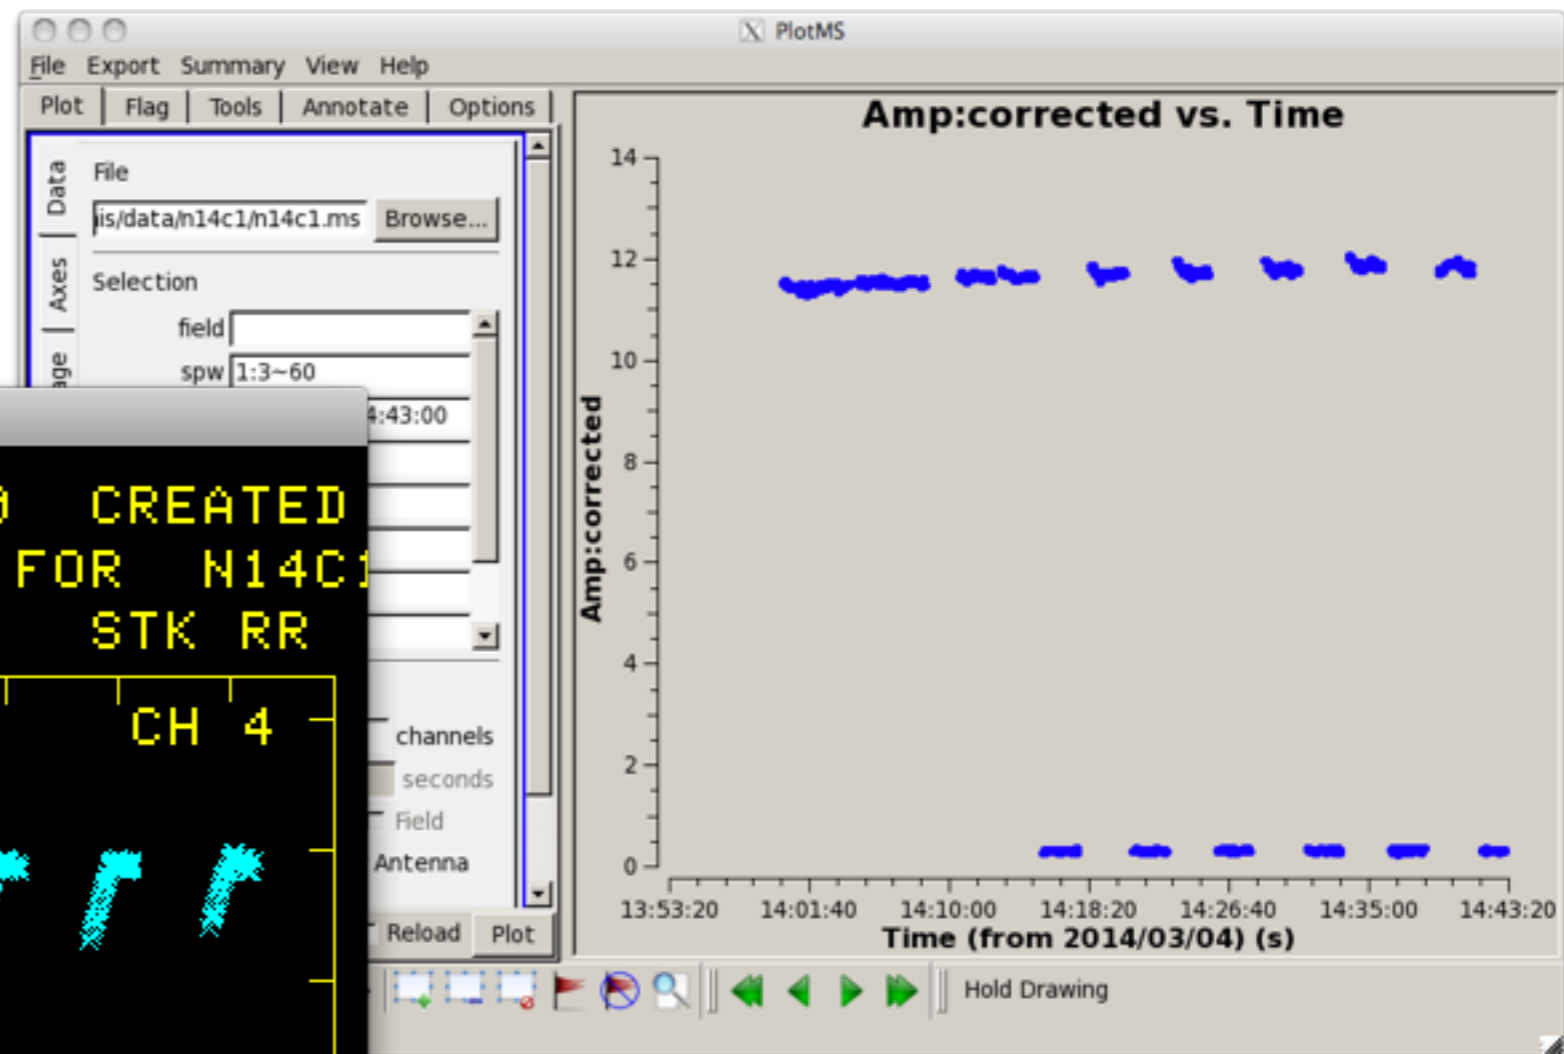 PlotMS
File Export Summary View Help
Plot Flag Tools Annotate Options
Data
Axes
File
iis/data/n14c1/n14c1.ms Browse...
Selection
field
spw 1:3~60
4:43:00
CREATED
FOR N14C1
STK RR
CH 4
channels
seconds
Field
Antenna
Reload Plot
Amp:corrected vs. Time
Amp:corrected
14
12
10
8
6
4
2
0
13:53:20 14:01:40 14:10:00 14:18:20 14:26:40 14:35:00 14:43:20
Time (from 2014/03/04) (s)
Hold Drawing